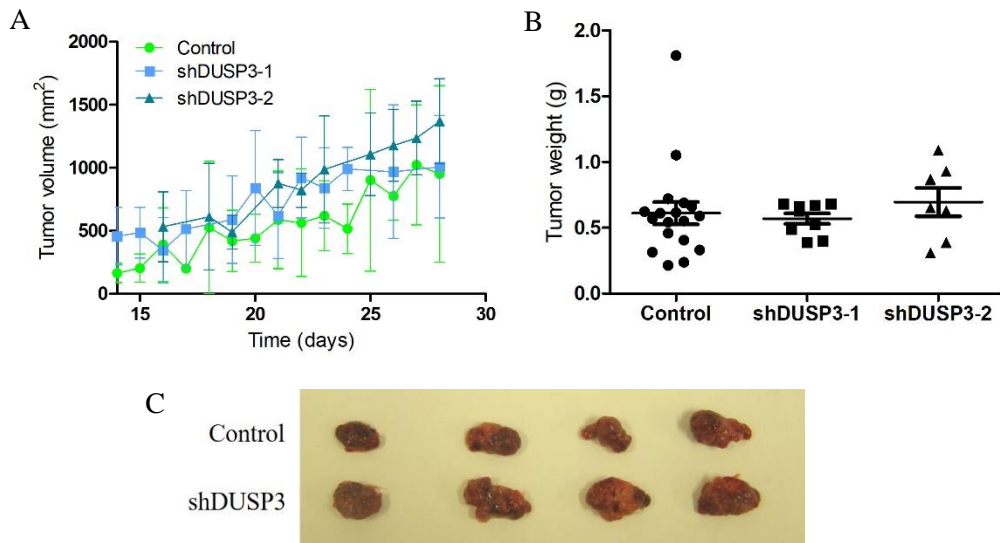 A
Tumor volume (mm²)
2000
1500
1000
500
0
Control
shDUSP3-1
shDUSP3-2
15
20
25
30
Time (days)
B
Tumor weight (g)
2.0
1.5
1.0
0.5
0.0
Control
shDUSP3-1
shDUSP3-2
C
Control
shDUSP3